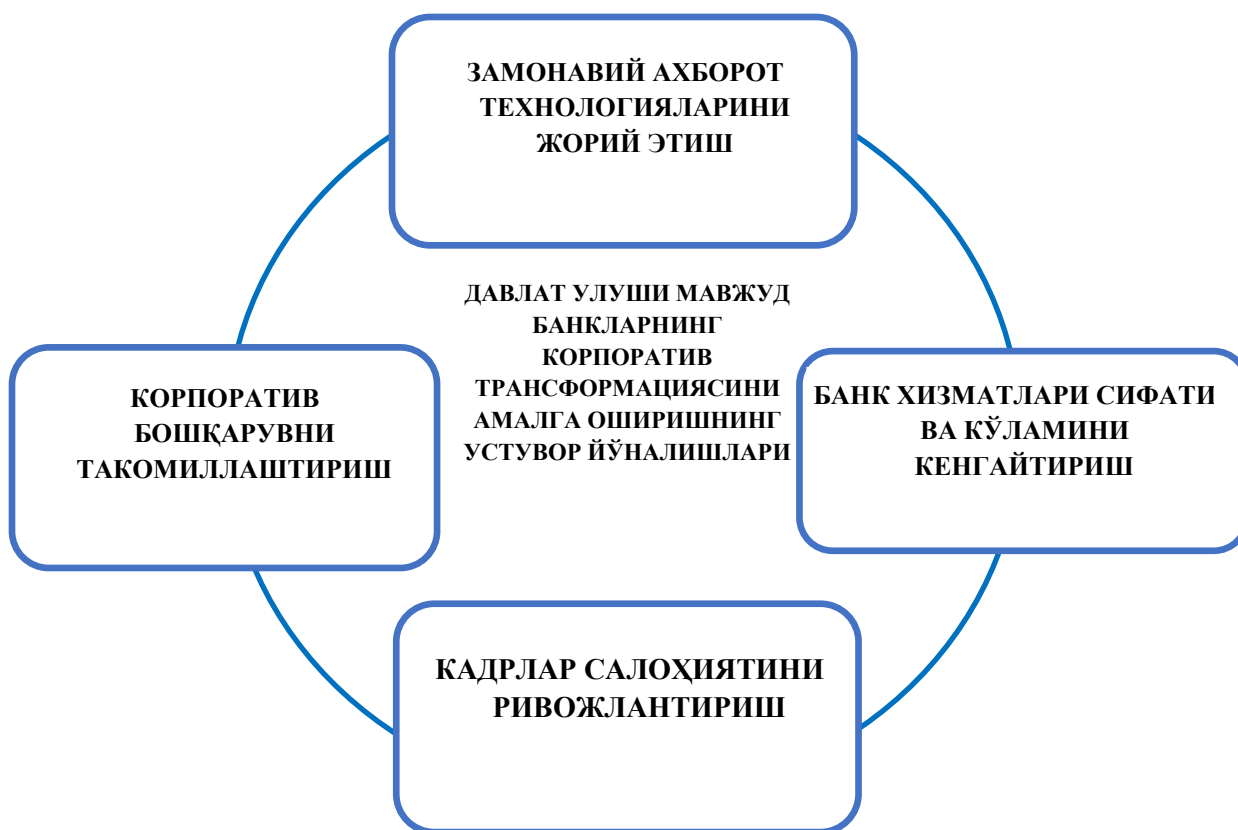 ЗАМОНАВИЙ АХБОРОТ
ТЕХНОЛОГИЯЛАРИНИ
ЖОРИЙ ЭТИШ
ДАВЛАТ УЛУШИ МАВЖУД
БАНКЛАРНИНГ
КОРПОРАТИВ
ТРАНСФОРМАЦИЯСИНИ
АМАЛГА ОШИРИШНИНГ
УСТУВОР ЙЎНАЛИШЛАРИ
КОРПОРАТИВ
БОШҚАРУВНИ
ТАКОМИЛЛАШТИРИШ
БАНК ХИЗМАТЛАРИ СИФАТИ
ВА КЎЛАМИНИ
КЕНГАЙТИРИШ
КАДРЛАР САЛОҲИЯТИНИ
РИВОЖЛАНТИРИШ